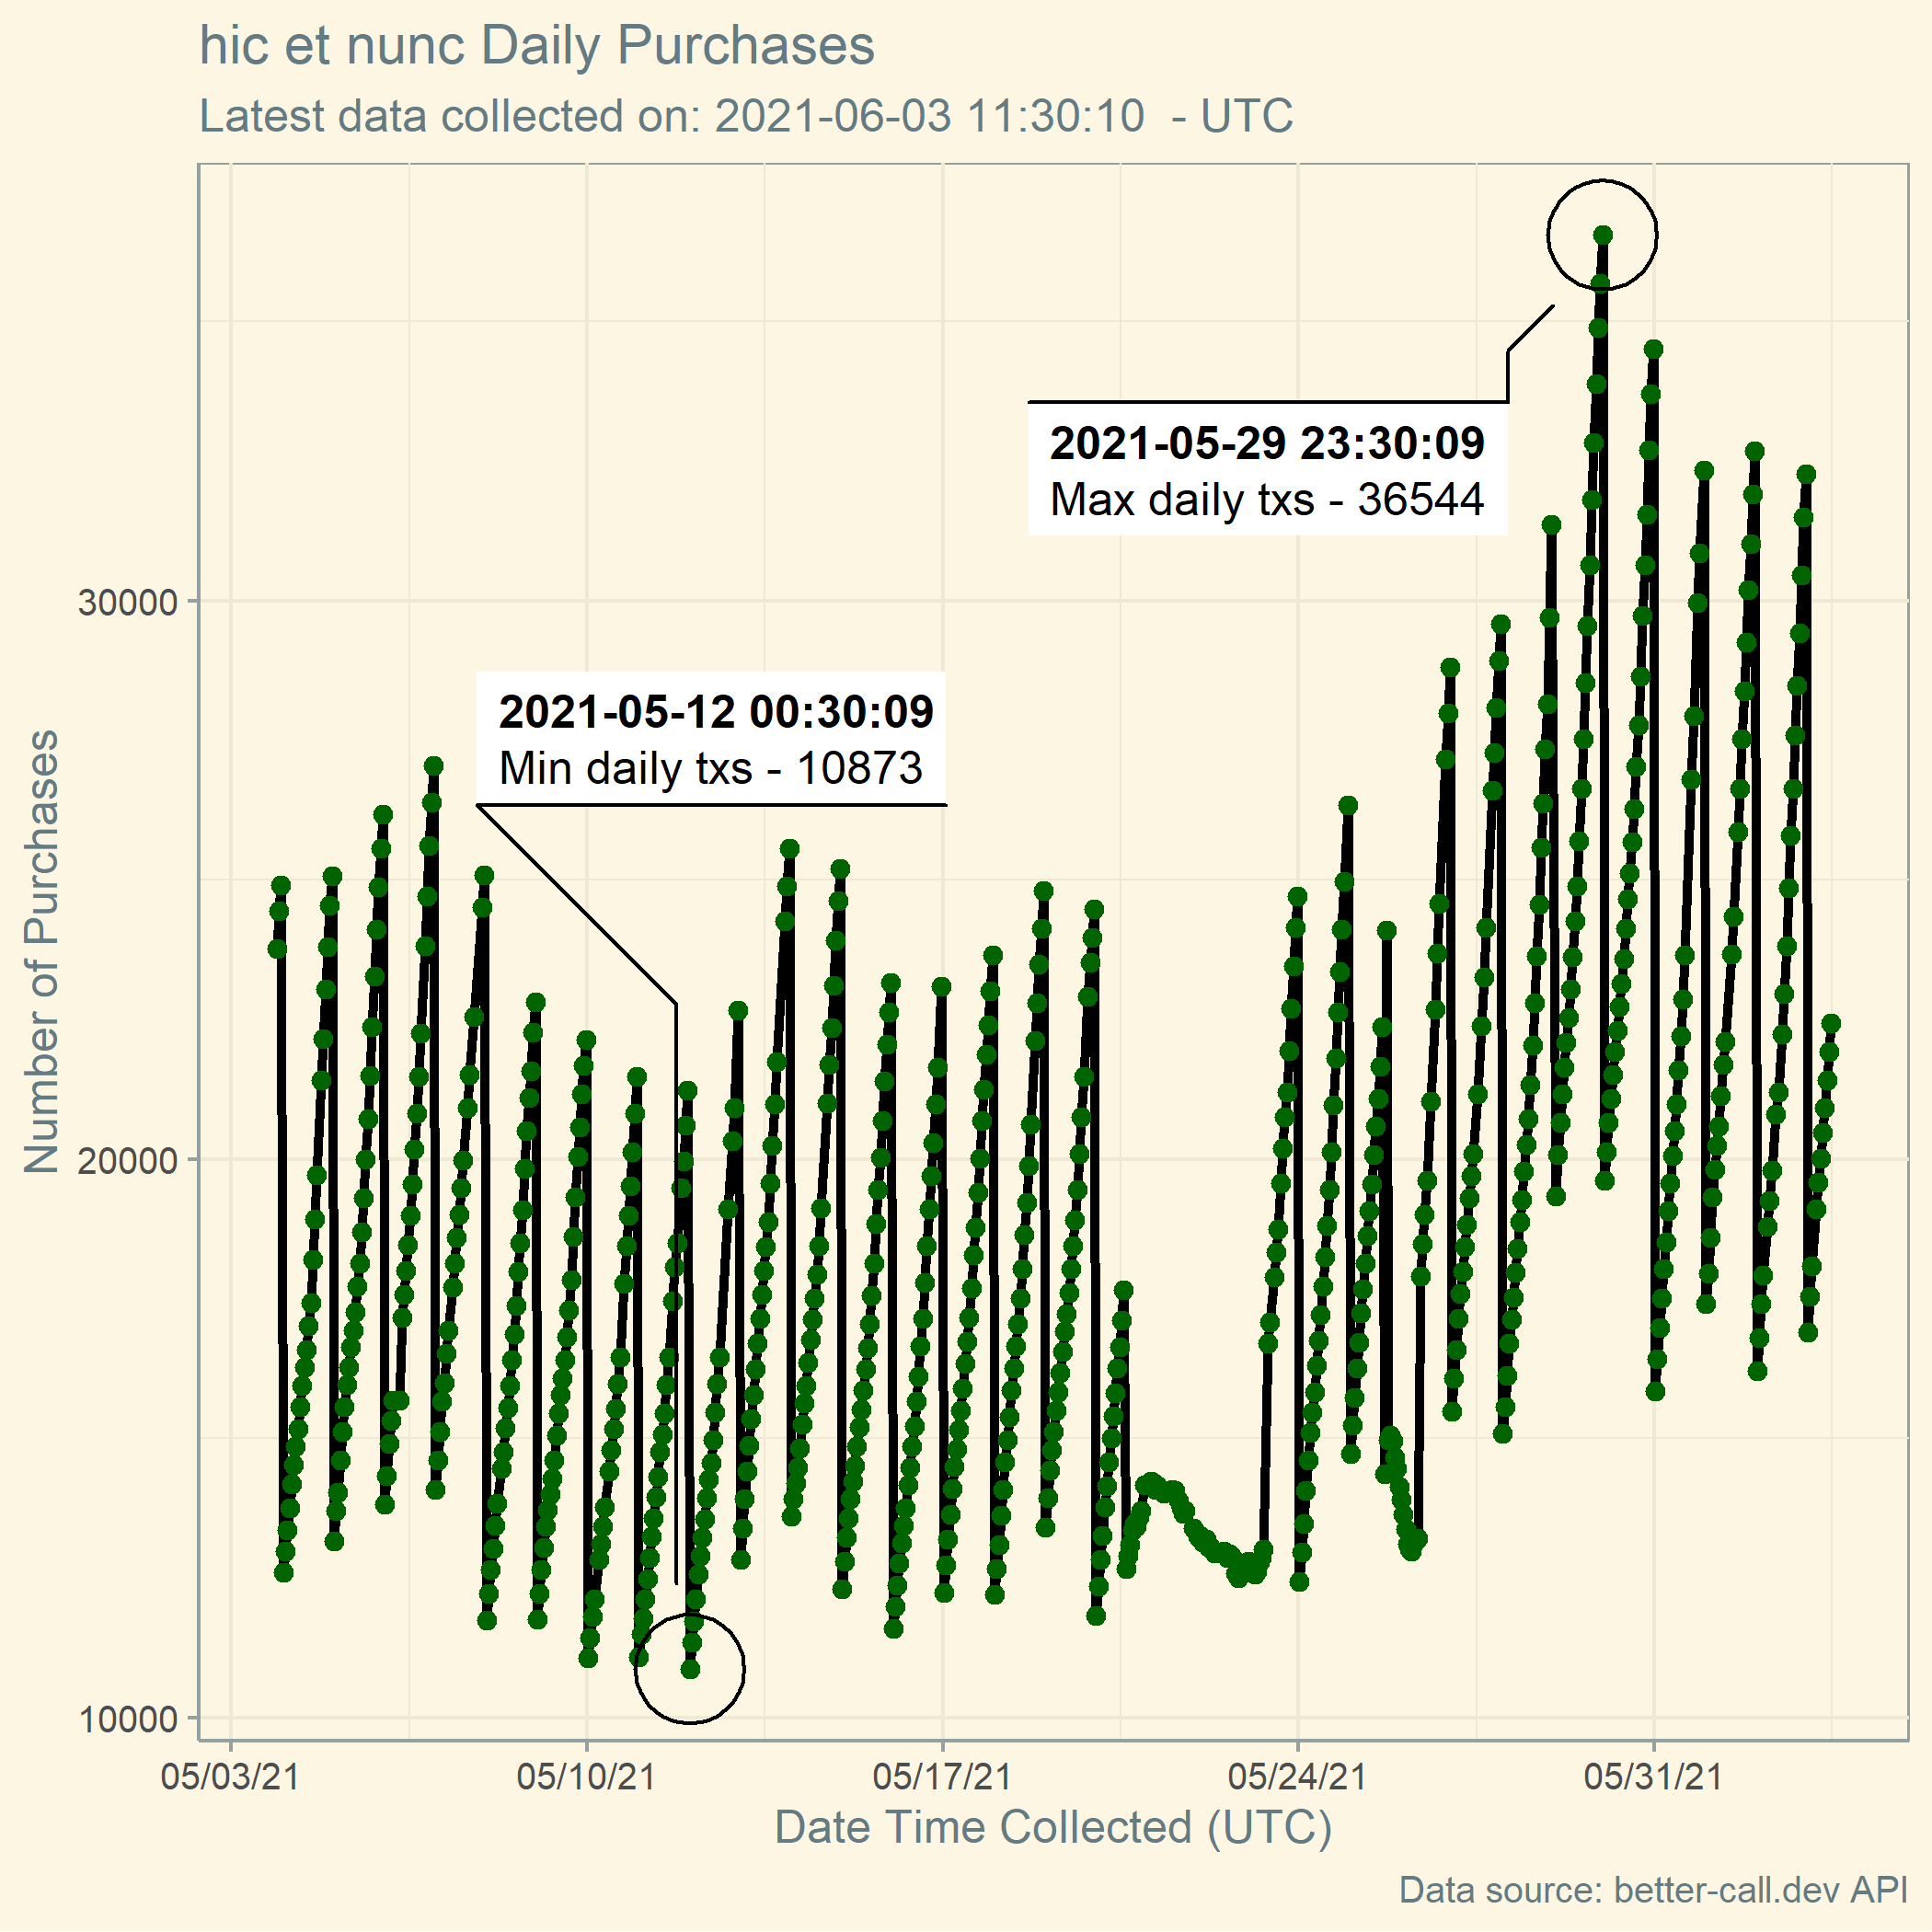 hic et nunc Daily Purchases
Latest data collected on: 2021-06-03 11:30:10  - UTC
2021-05-29 23:30:09
Max daily txs - 36544
2021-05-12 00:30:09
Min daily txs - 10873
Number of Purchases
30000
20000
10000
05/03/21
05/10/21
05/17/21
05/24/21
05/31/21
Date Time Collected (UTC)
Data source: better-call.dev API